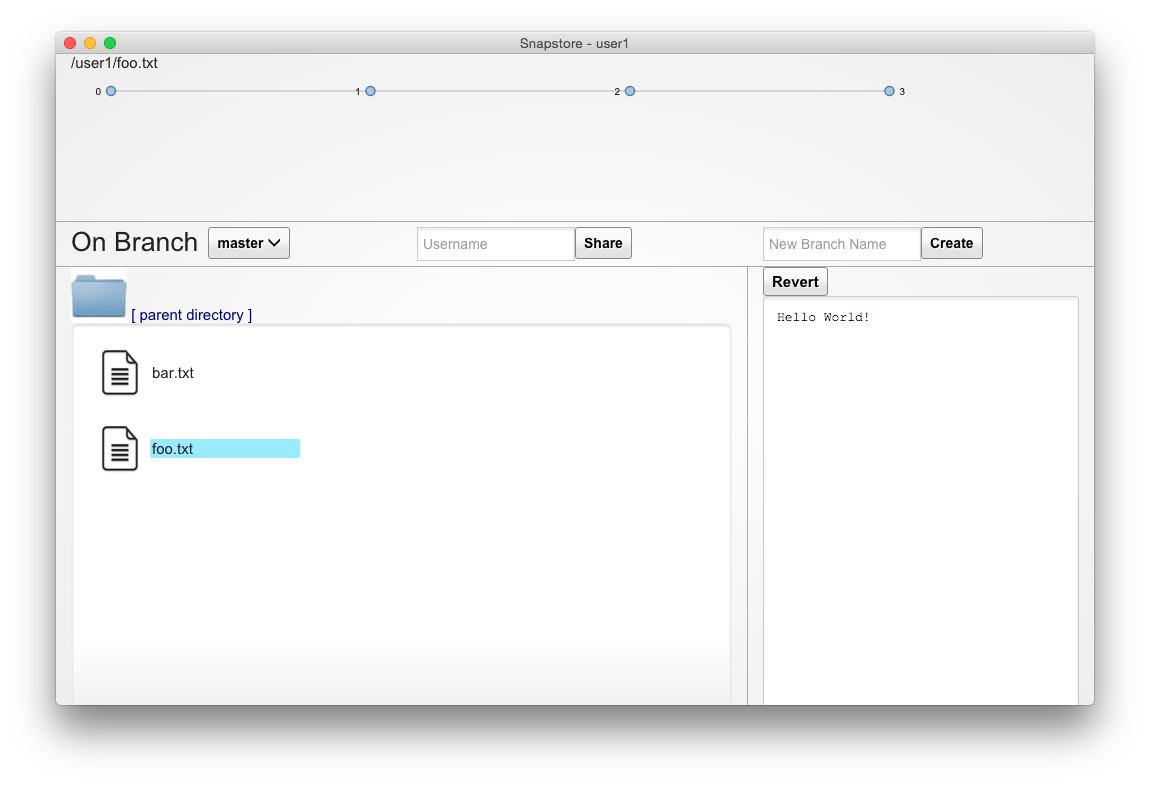 Snapstore - user1
/user1/foo.txt
0 1 2 3
On Branch master Username Share New Branch Name Create
[ parent directory ]
Revert
Hello World!
bar.txt
foo.txt